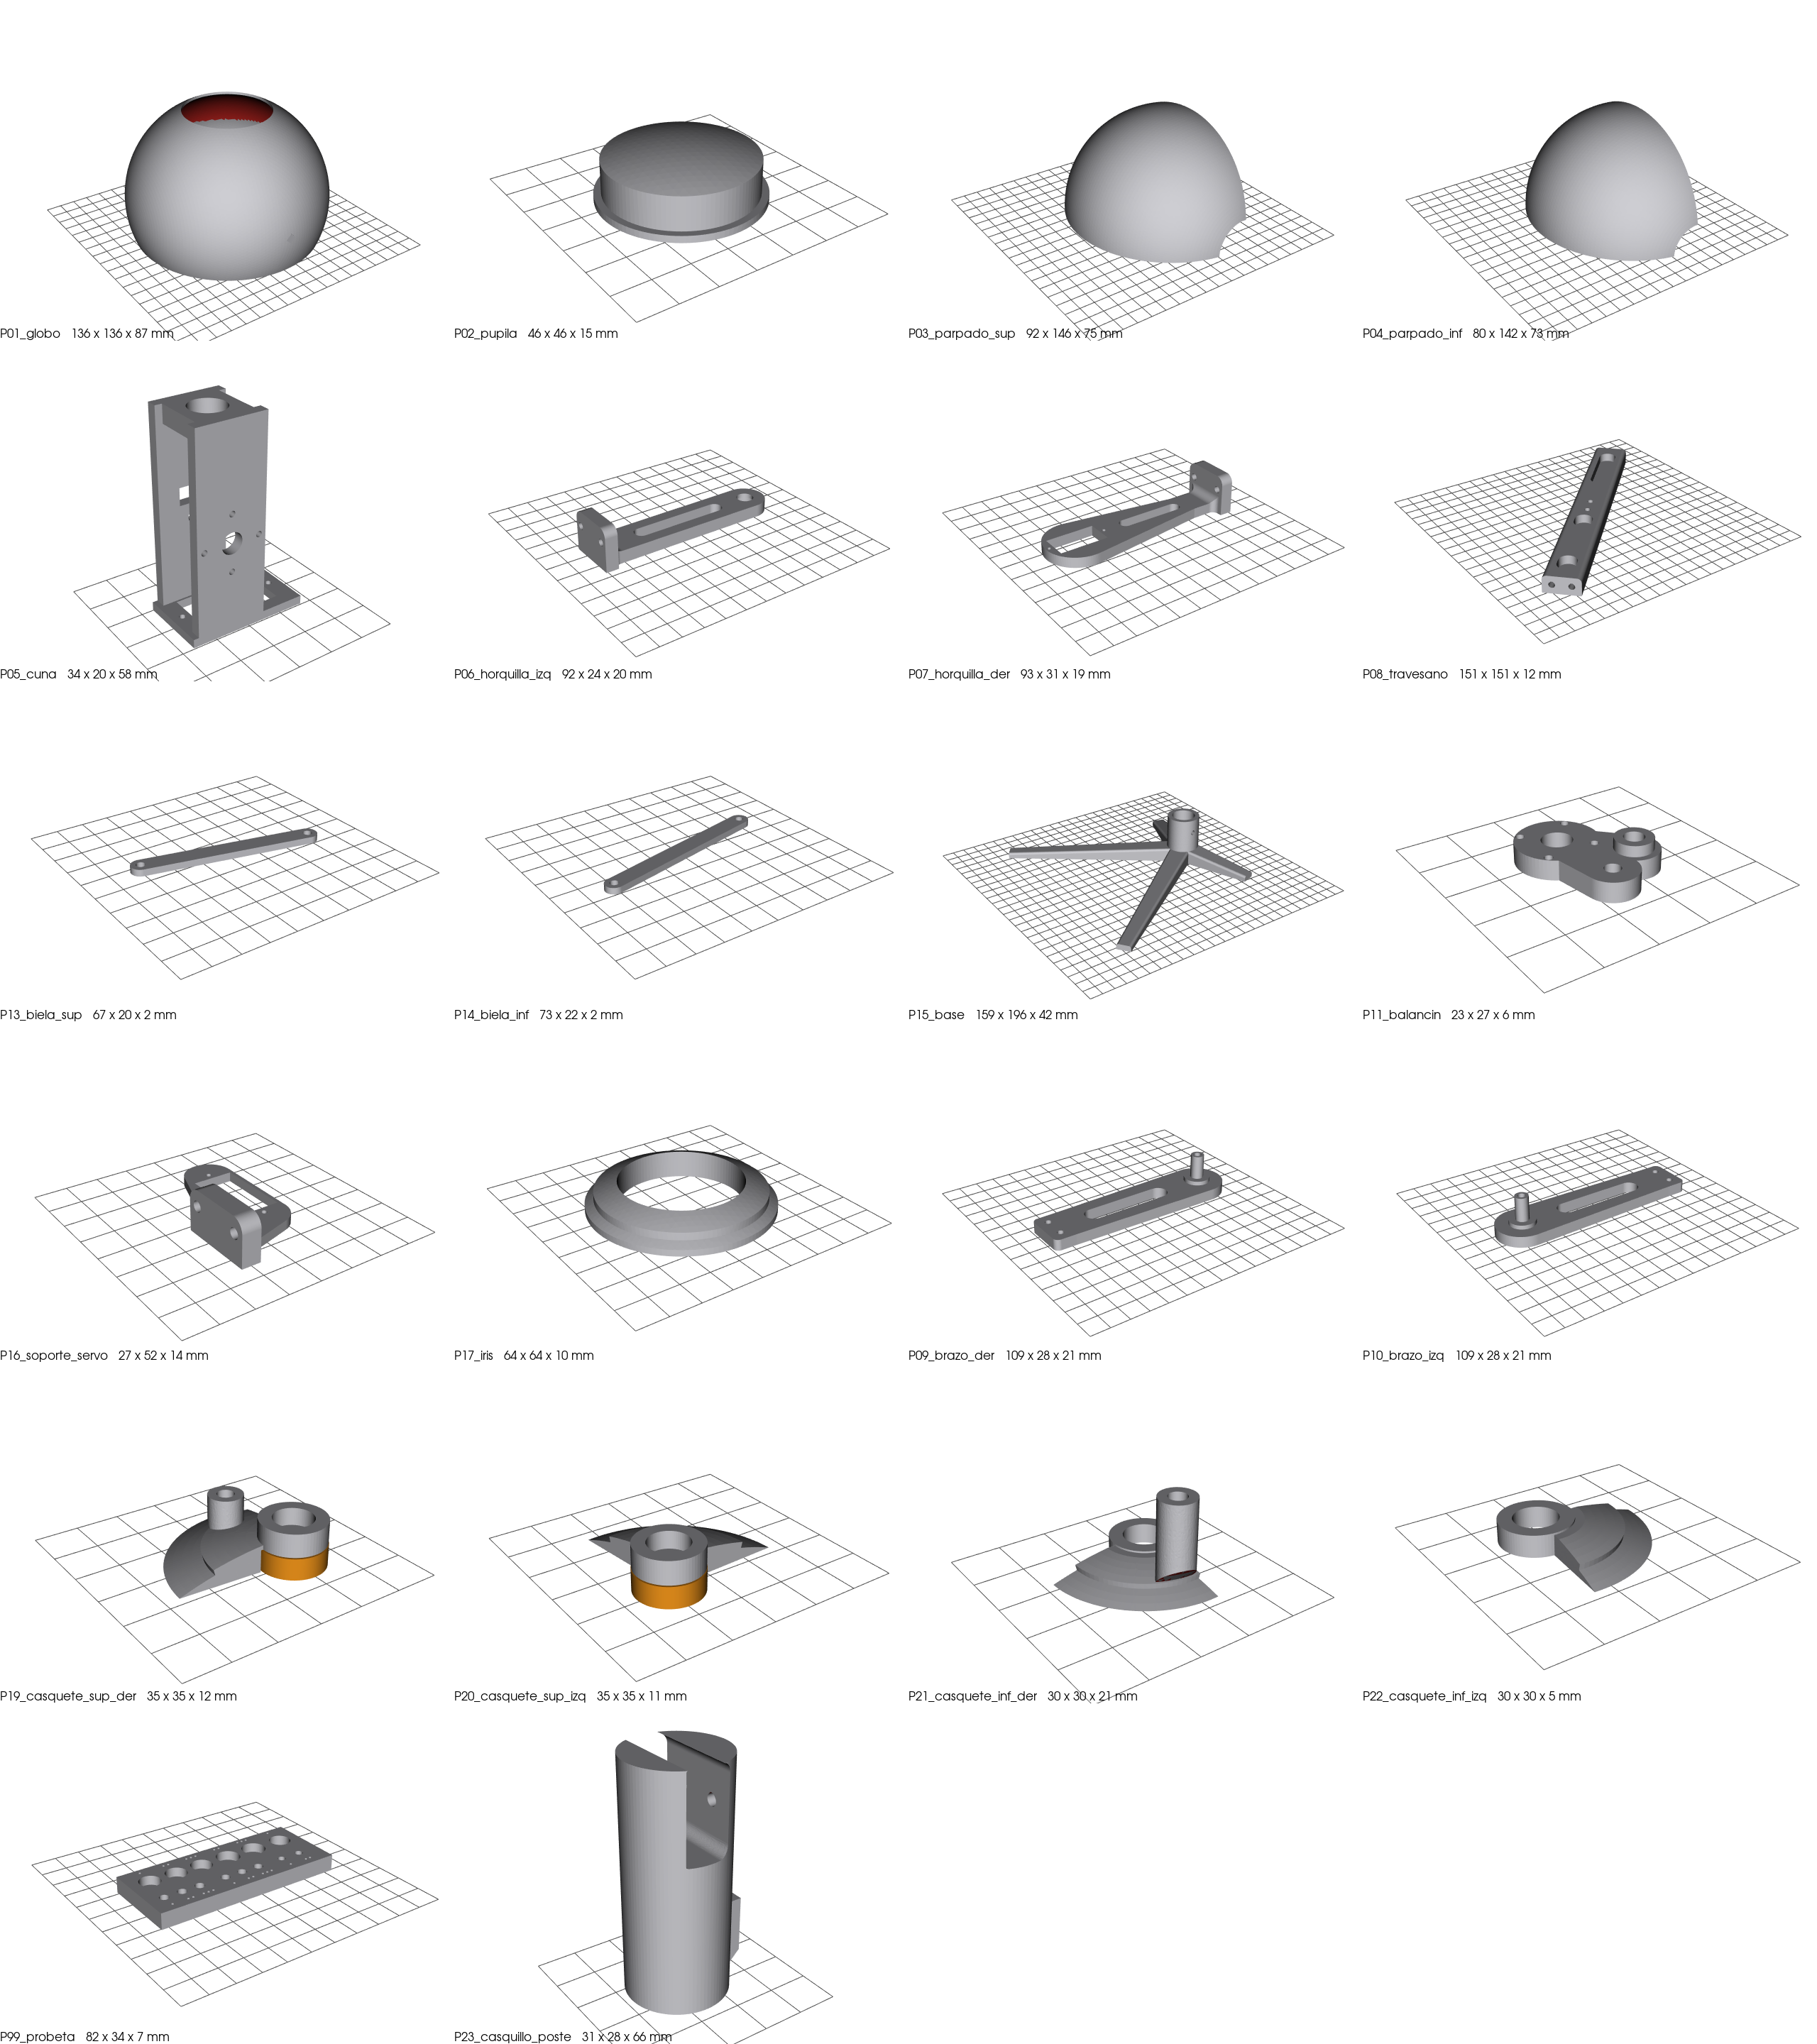 P01_globo 136 x 136 x 87 mm
P02_pupila 46 x 46 x 15 mm
P03_parpado_sup 92 x 146 x 75 mm
P04_parpado_inf 80 x 142 x 73 mm
P05_cuna 34 x 20 x 58 mm
P06_horquilla_izq 92 x 24 x 20 mm
P07_horquilla_der 93 x 31 x 19 mm
P08_travesano 151 x 151 x 12 mm
P13_biela_sup 67 x 20 x 2 mm
P14_biela_inf 73 x 22 x 2 mm
P15_base 159 x 196 x 42 mm
P11_balancin 23 x 27 x 6 mm
P16_soporte_servo 27 x 52 x 14 mm
P17_iris 64 x 64 x 10 mm
P09_brazo_der 109 x 28 x 21 mm
P10_brazo_izq 109 x 28 x 21 mm
P19_casquete_sup_der 35 x 35 x 12 mm
P20_casquete_sup_izq 35 x 35 x 11 mm
P21_casquete_inf_der 30 x 30 x 21 mm
P22_casquete_inf_izq 30 x 30 x 5 mm
P99_probeta 82 x 34 x 7 mm
P23_casquillo_poste 31 x 28 x 66 mm